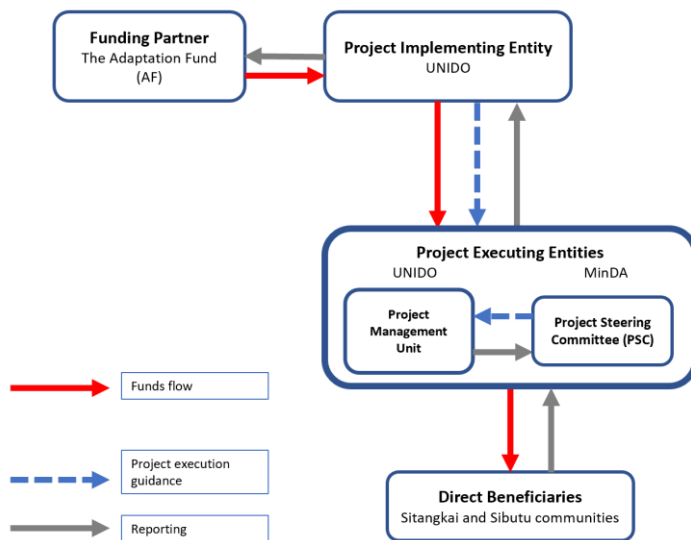 Funding Partner
The Adaptation Fund
(AF)
Project Implementing Entity
UNIDO
Project Executing Entities
UNIDO
MinDA
Project
Management
Unit
Project Steering
Committee (PSC)
Funds flow
Project execution
guidance
Reporting
Direct Beneficiaries
Sitangkai and Sibutu communities